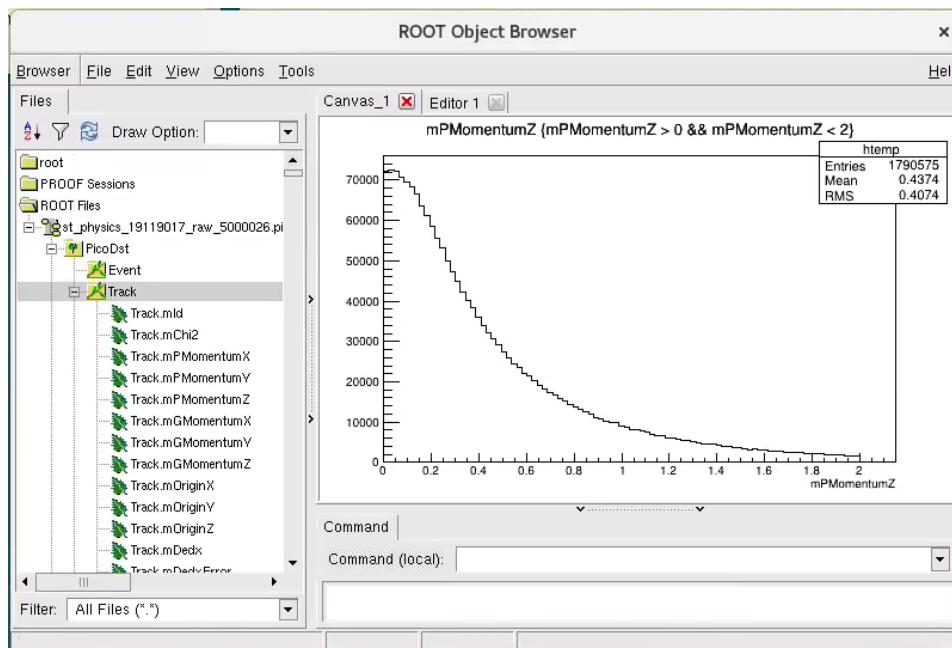 ROOT Object Browser
Browser File Edit View Options Tools Hel
Files
Draw Option:
root
PROOF Sessions
ROOT Files
st_physics_19119017_raw_5000026.pi
PicoDst
Event
Track
Track.mId
Track.mChi2
Track.mPMomentumX
Track.mPMomentumY
Track.mPMomentumZ
Track.mGMomentumX
Track.mGMomentumY
Track.mGMomentumZ
Track.mOriginX
Track.mOriginY
Track.mOriginZ
Track.mDedx
Track.mDedxError
Filter: All Files (*.*)
Canvas_1 Editor 1
mPMomentumZ {mPMomentumZ > 0 && mPMomentumZ < 2}
htemp
Entries 1790575
Mean 0.4374
RMS 0.4074
70000
60000
50000
40000
30000
20000
10000
0
0 0.2 0.4 0.6 0.8 1 1.2 1.4 1.6 1.8 2
mPMomentumZ
Command
Command (local):